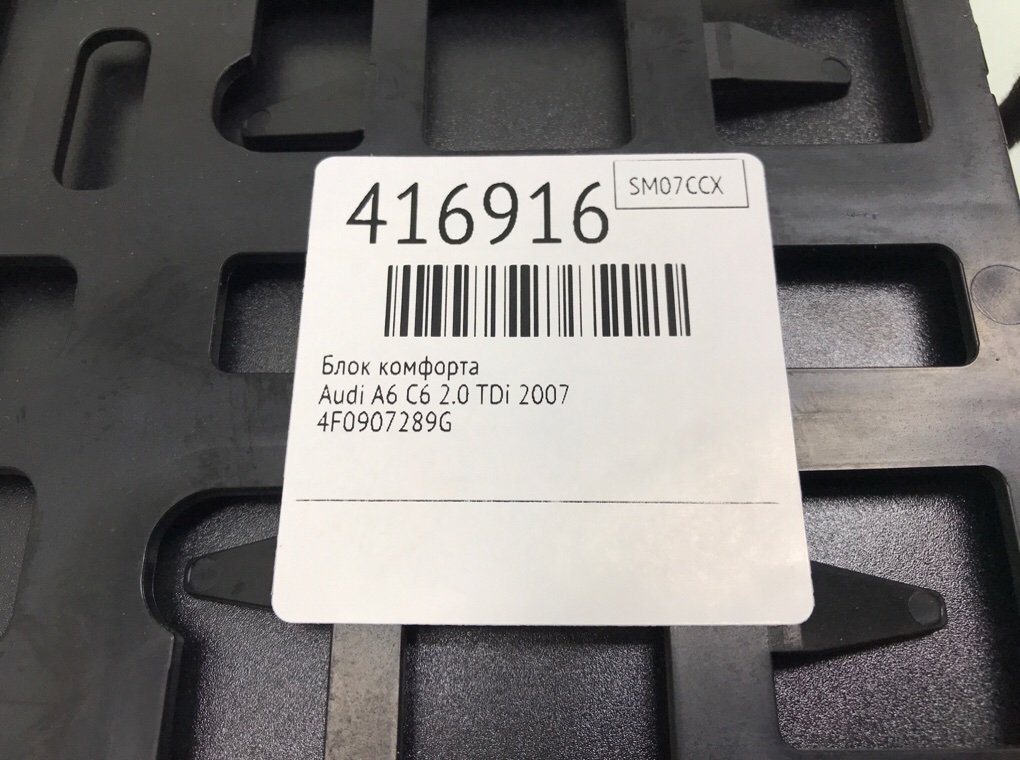 416916
SM07CCX
Блок комфорта
Audi A6 C6 2.0 TDi 2007
4F0907289G